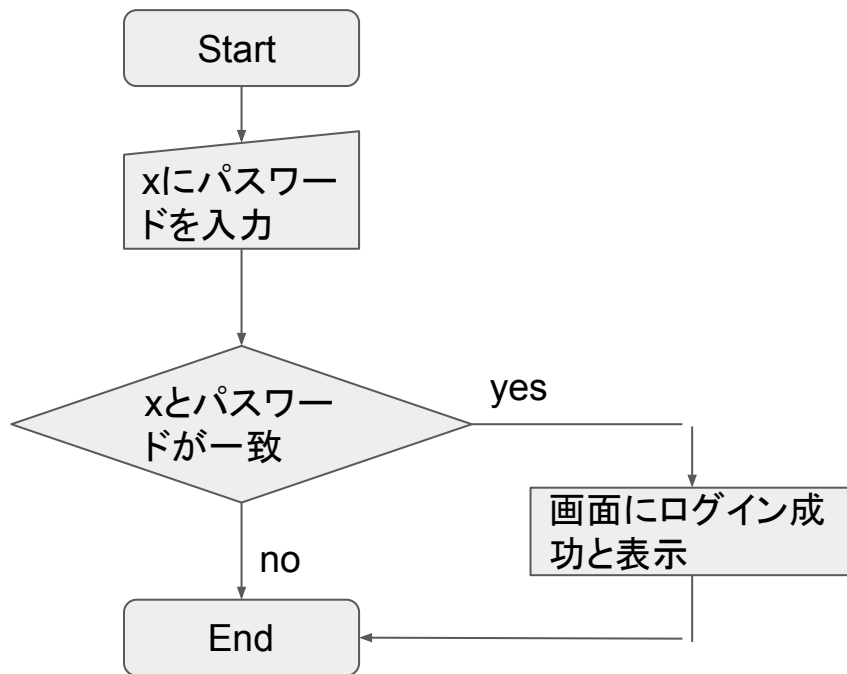 Start
xにパスワー
ドを入力
xとパスワー
ドが一致
yes
画面にログイン成
功と表示
no
End